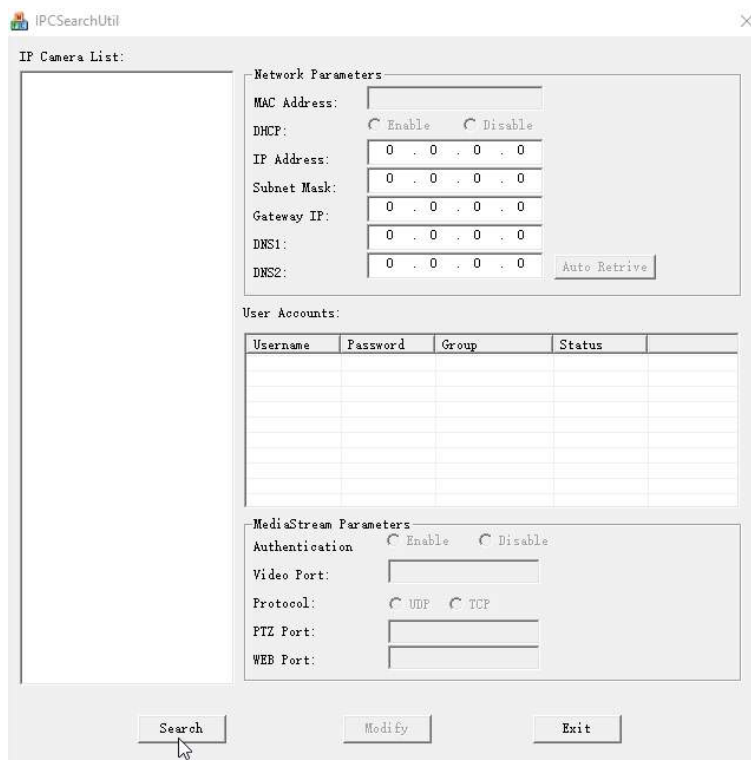 IPCSearchUtil
IP Camera List:
Network Parameters
MAC Address:
DHCP: Enable Disable
IP Address: 0 . 0 . 0 . 0
Subnet Mask: 0 . 0 . 0 . 0
Gateway IP: 0 . 0 . 0 . 0
DNS1: 0 . 0 . 0 . 0
DNS2: 0 . 0 . 0 . 0 Auto Retrive
User Accounts:
Username Password Group Status
MediaStream Parameters
Authentication Enable Disable
Video Port:
Protocol: UDP TCP
PTZ Port:
WEB Port:
Search Modify Exit